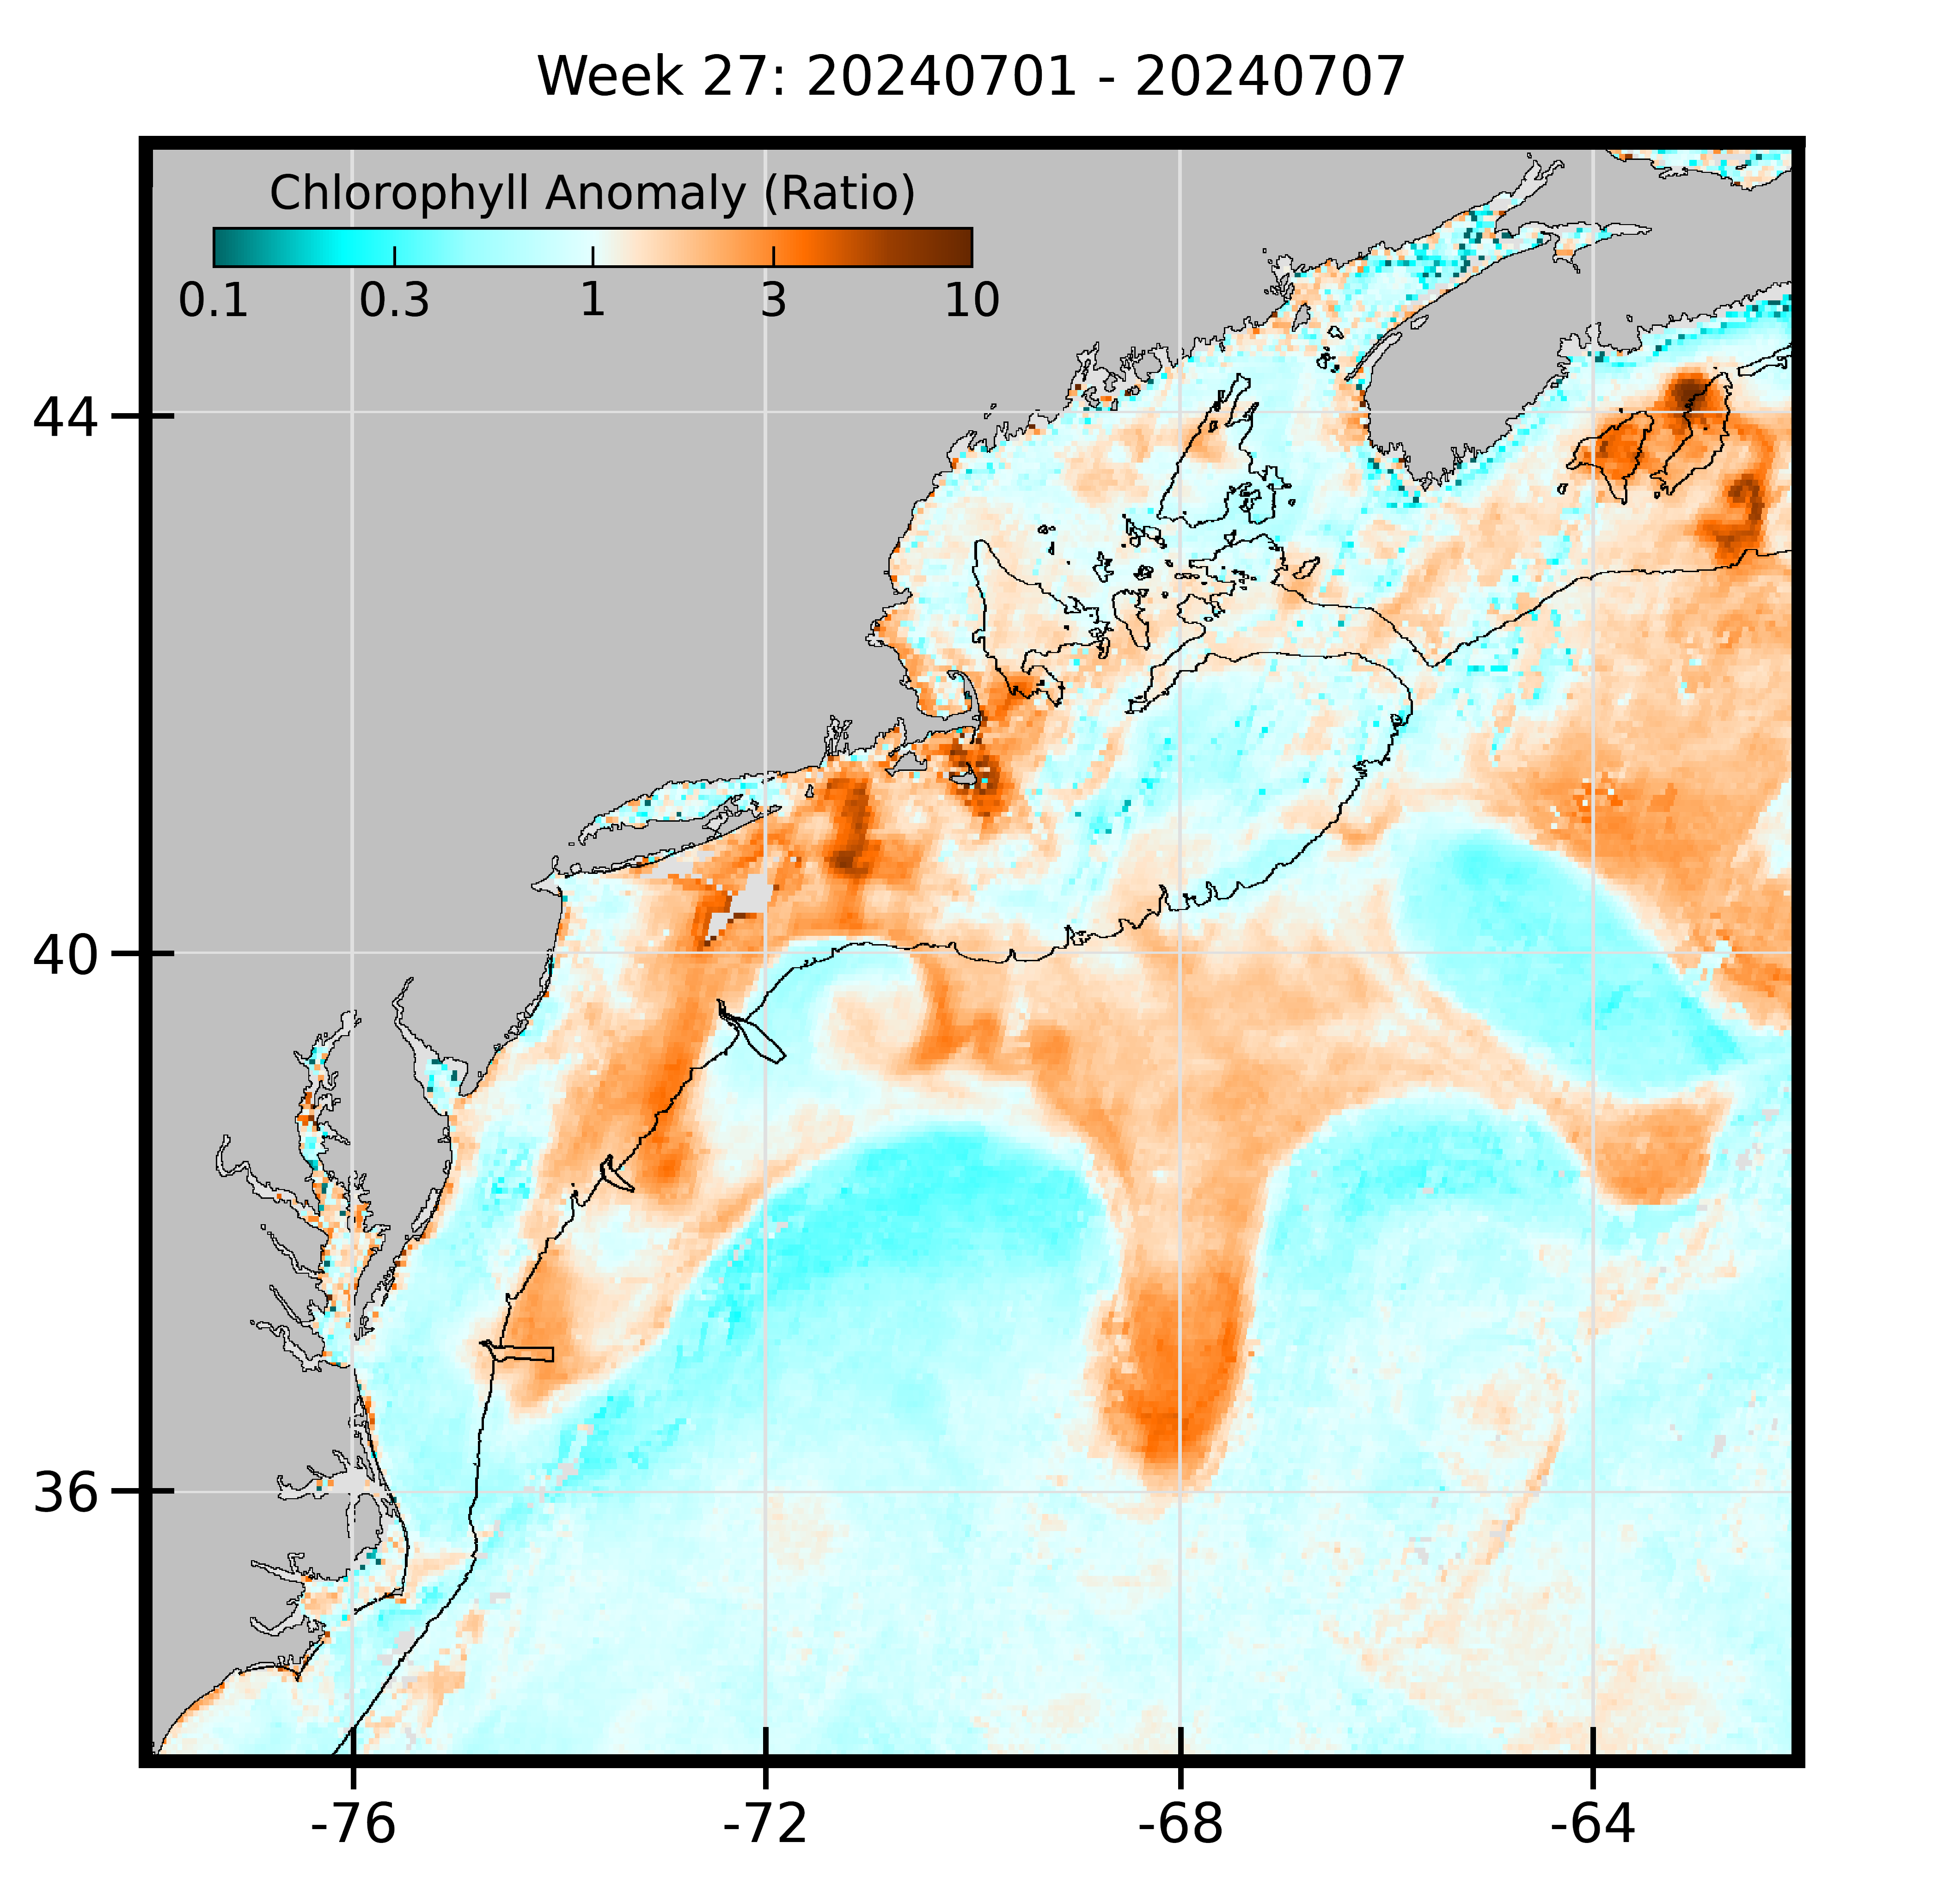 Week 27: 20240701 - 20240707
Chlorophyll Anomaly (Ratio)
0.1 0.3 1 3 10
44
40
36
-76 -72 -68 -64